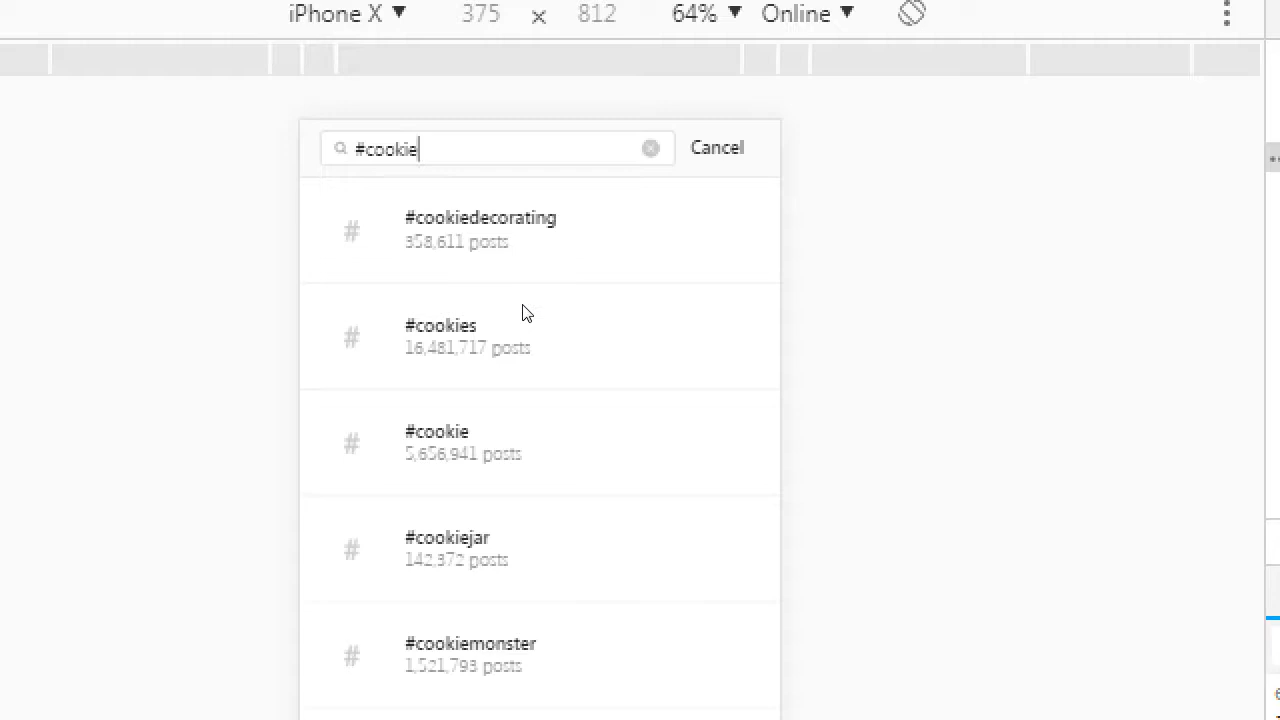 iPhone X ▼ 375 × 812 64% ▼ Online ▼
#cookie Cancel
#cookiedecorating
358,611 posts
#cookies
16,481,717 posts
#cookie
5,656,941 posts
#cookiejar
142,372 posts
#cookiemonster
1,521,793 posts